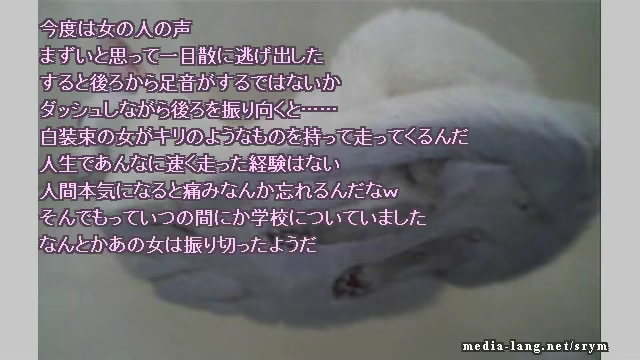 今度は女の人の声
まずいと思って一目散に逃げ出した
すると後ろから足音がするではないか
ダッシュしながら後ろを振り向くと……
白装束の女がキリのようなものを持って走ってくるんだ
人生であんなに速く走った経験はない
人間本気になると痛みなんか忘れるんだなw
そんでもっていつの間にか学校についていました
なんとかあの女は振り切ったようだ
media-lang.net/srym